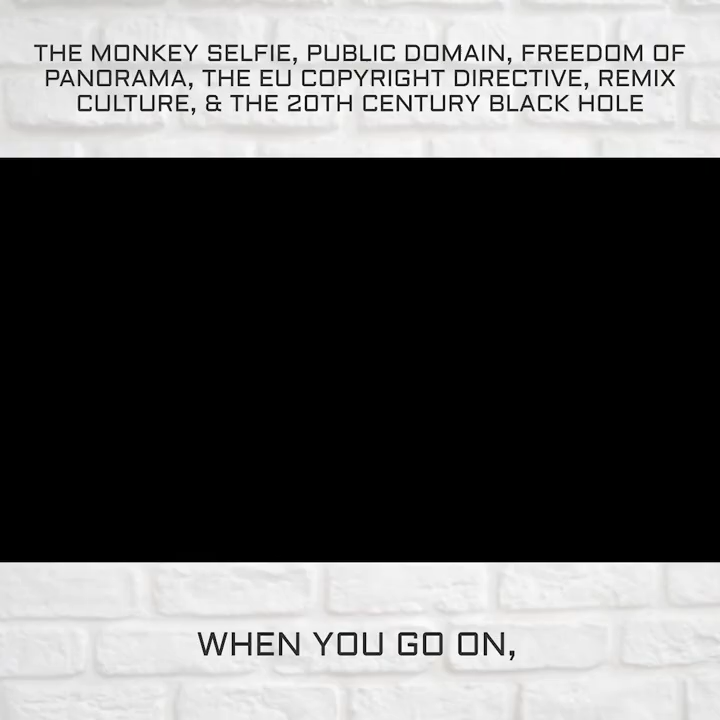 THE MONKEY SELFIE, PUBLIC DOMAIN, FREEDOM OF
PANORAMA, THE EU COPYRIGHT DIRECTIVE, REMIX
CULTURE, & THE 20TH CENTURY BLACK HOLE
WHEN YOU GO ON,